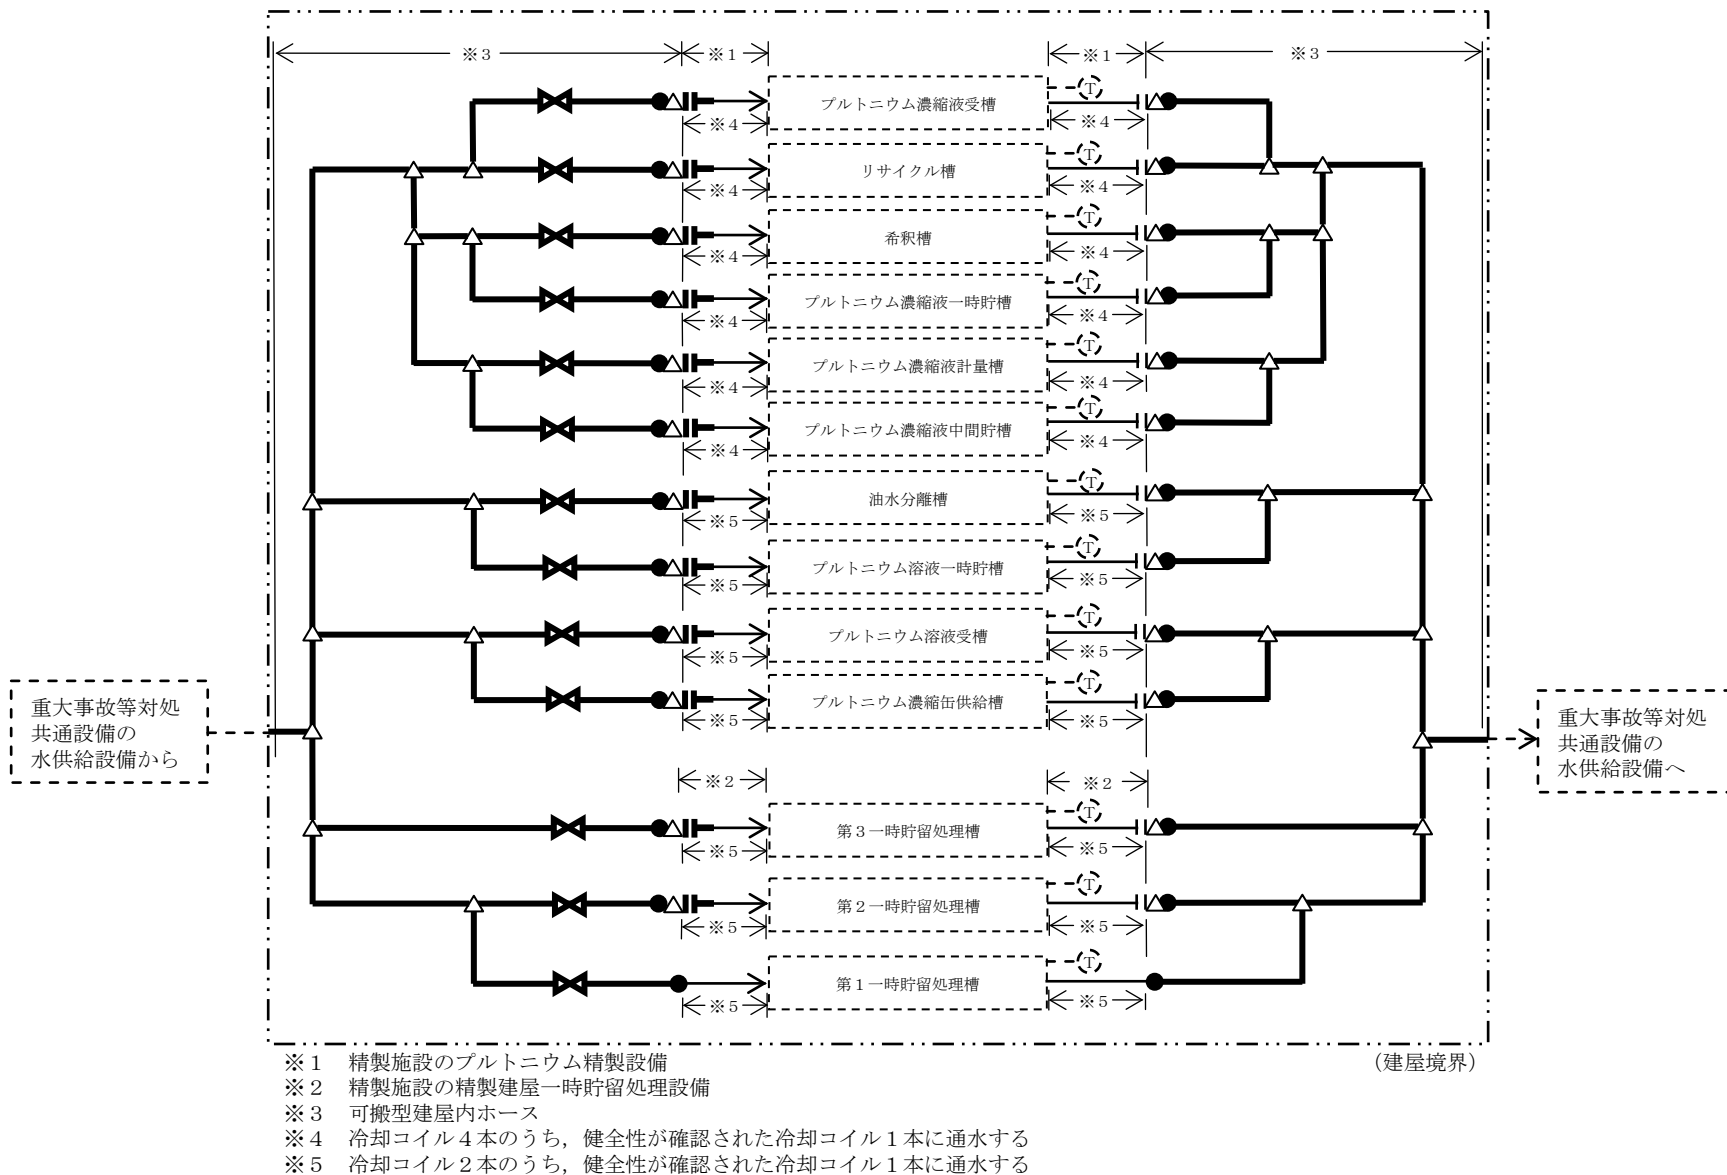 ※3
※1
※1
※3
プルトニウム濃縮液受槽
T
※4
※4
リサイクル槽
T
※4
※4
希釈槽
T
※4
※4
プルトニウム濃縮液一時貯槽
T
※4
※4
プルトニウム濃縮液計量槽
T
※4
※4
プルトニウム濃縮液中間貯槽
T
※4
※4
油水分離槽
T
※5
※5
プルトニウム溶液一時貯槽
T
※5
※5
プルトニウム溶液受槽
T
※5
※5
プルトニウム濃縮缶供給槽
T
※5
※5
重大事故等対処
共通設備の
水供給設備から
重大事故等対処
共通設備の
水供給設備へ
※2
※2
第3一時貯留処理槽
T
※5
※5
第2一時貯留処理槽
T
※5
※5
第1一時貯留処理槽
T
※5
※5
(建屋境界)
※1 精製施設のプルトニウム精製設備
※2 精製施設の精製建屋一時貯留処理設備
※3 可搬型建屋内ホース
※4 冷却コイル4本のうち，健全性が確認された冷却コイル1本に通水する
※5 冷却コイル2本のうち，健全性が確認された冷却コイル1本に通水する